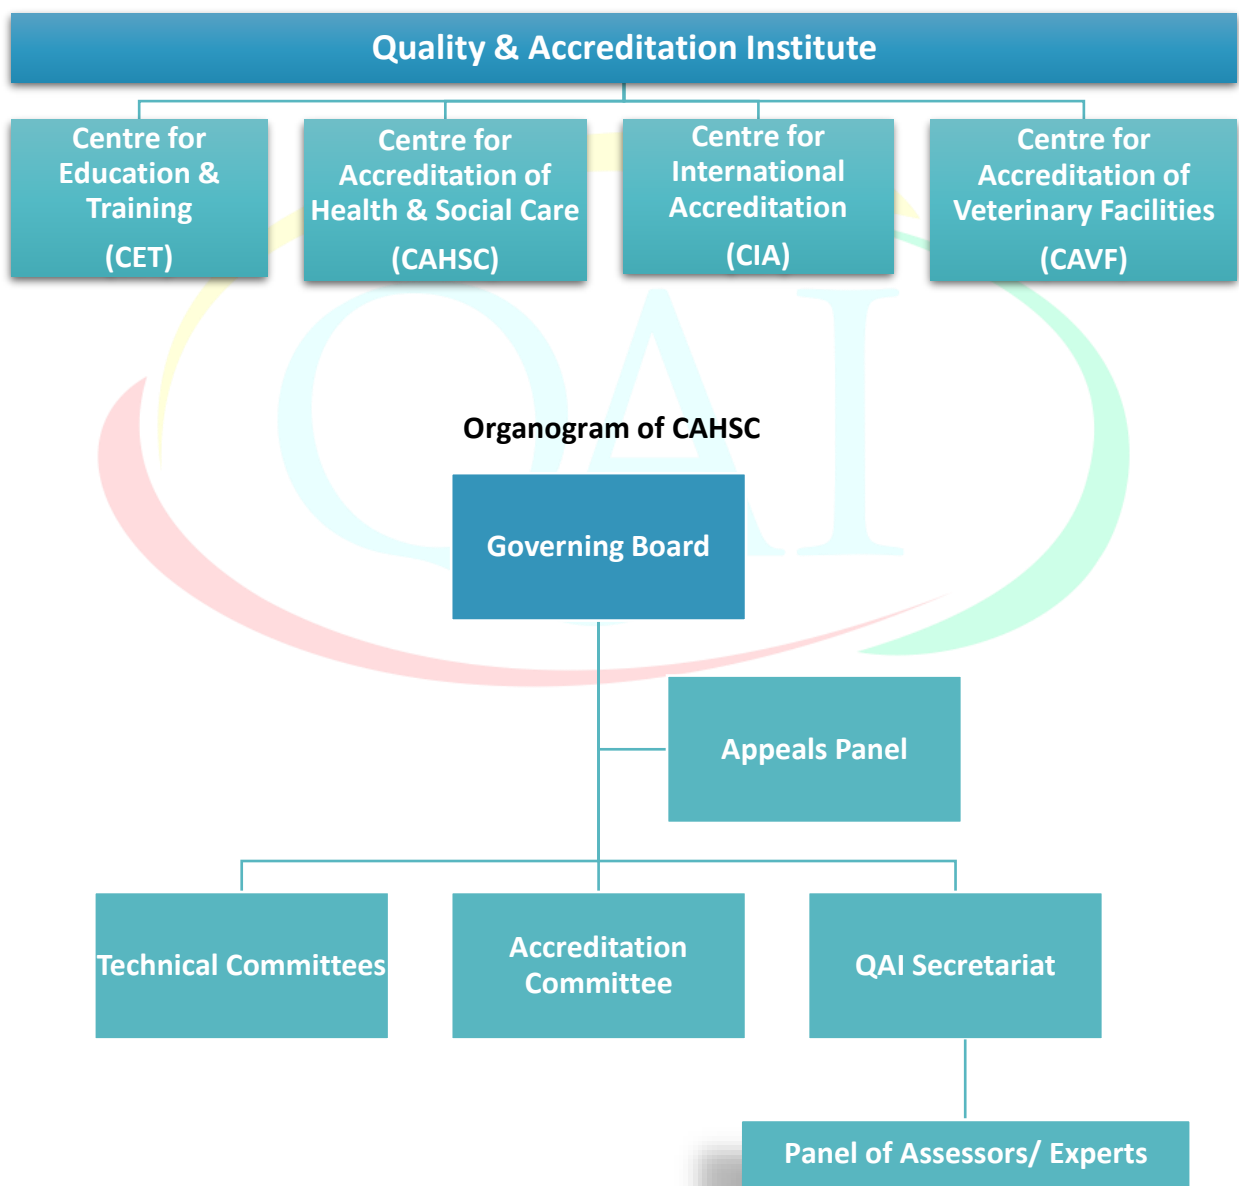 Quality & Accreditation Institute
Centre for
Education &
Training
(CET)
Centre for
Accreditation of
Health & Social Care
(CAHSC)
Centre for
International
Accreditation
(CIA)
Centre for
Accreditation of
Veterinary Facilities
(CAVF)
QAI
Organogram of CAHSC
Governing Board
Appeals Panel
Technical Committees
Accreditation
Committee
QAI Secretariat
Panel of Assessors/ Experts